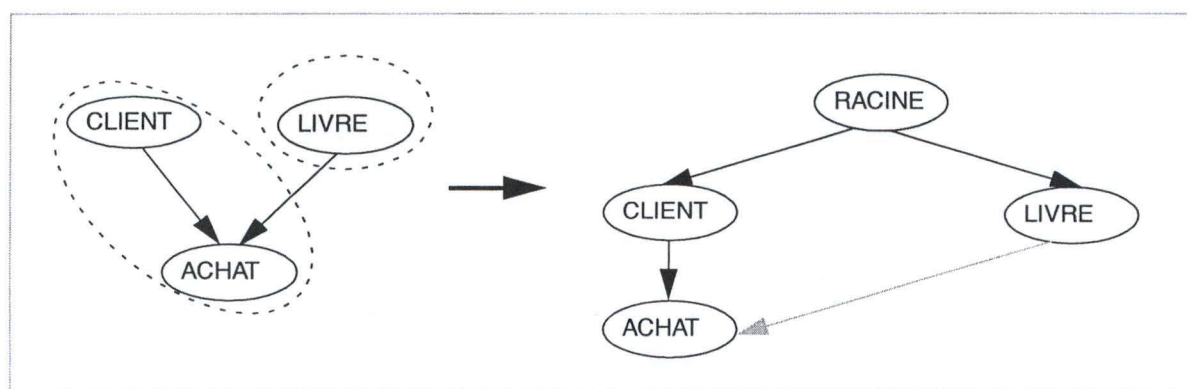 CLIENT
LIVRE
ACHAT
RACINE
CLIENT
LIVRE
ACHAT